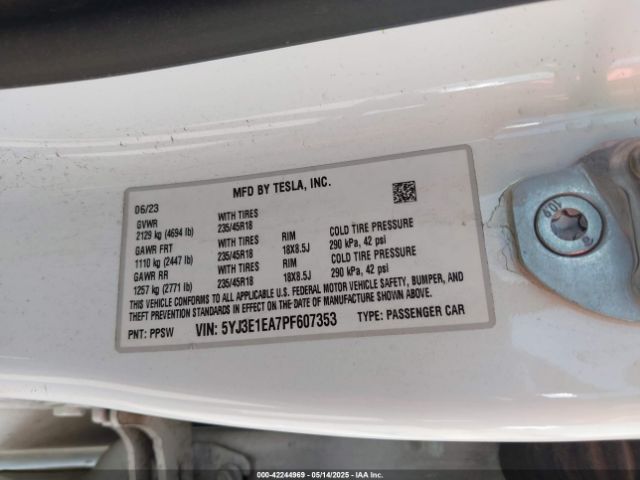 MFD BY TESLA, INC.
06/23
GVWR WITH TIRES
2129 kg (4694 lb) 235/45R18 RIM COLD TIRE PRESSURE
GAWR FRT WITH TIRES 18X8.5J 290 kPa, 42 psi
1110 kg (2447 lb) 235/45R18 RIM COLD TIRE PRESSURE
GAWR RR WITH TIRES 18X8.5J 290 kPa, 42 psi
1257 kg (2771 lb) 235/45R18
THIS VEHICLE CONFORMS TO ALL APPLICABLE U.S. FEDERAL MOTOR VEHICLE SAFETY, BUMPER, AND
THEFT PREVENTION STANDARDS IN EFFECT ON THE DATE OF MANUFACTURE SHOWN ABOVE.
PNT: PPSW VIN: 5YJ3E1EA7PF607353 TYPE: PASSENGER CAR
000-42244969 | 05/14/2025 | IAA Inc.